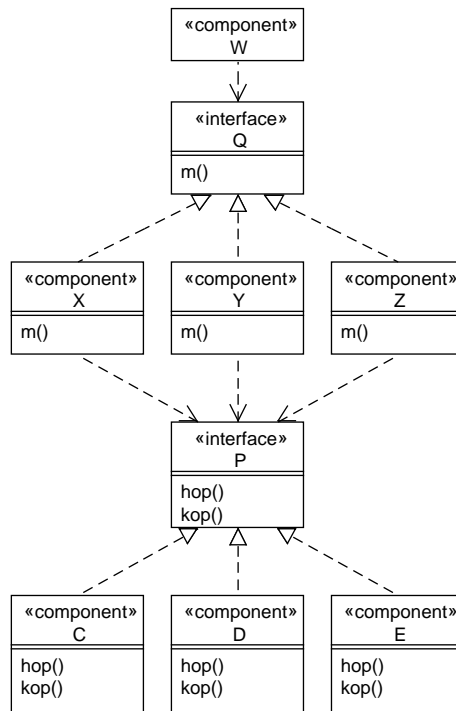 «component»
W
«interface»
Q
m()
«component»
X
m()
«component»
Y
m()
«component»
Z
m()
«interface»
P
hop()
kop()
«component»
C
hop()
kop()
«component»
D
hop()
kop()
«component»
E
hop()
kop()